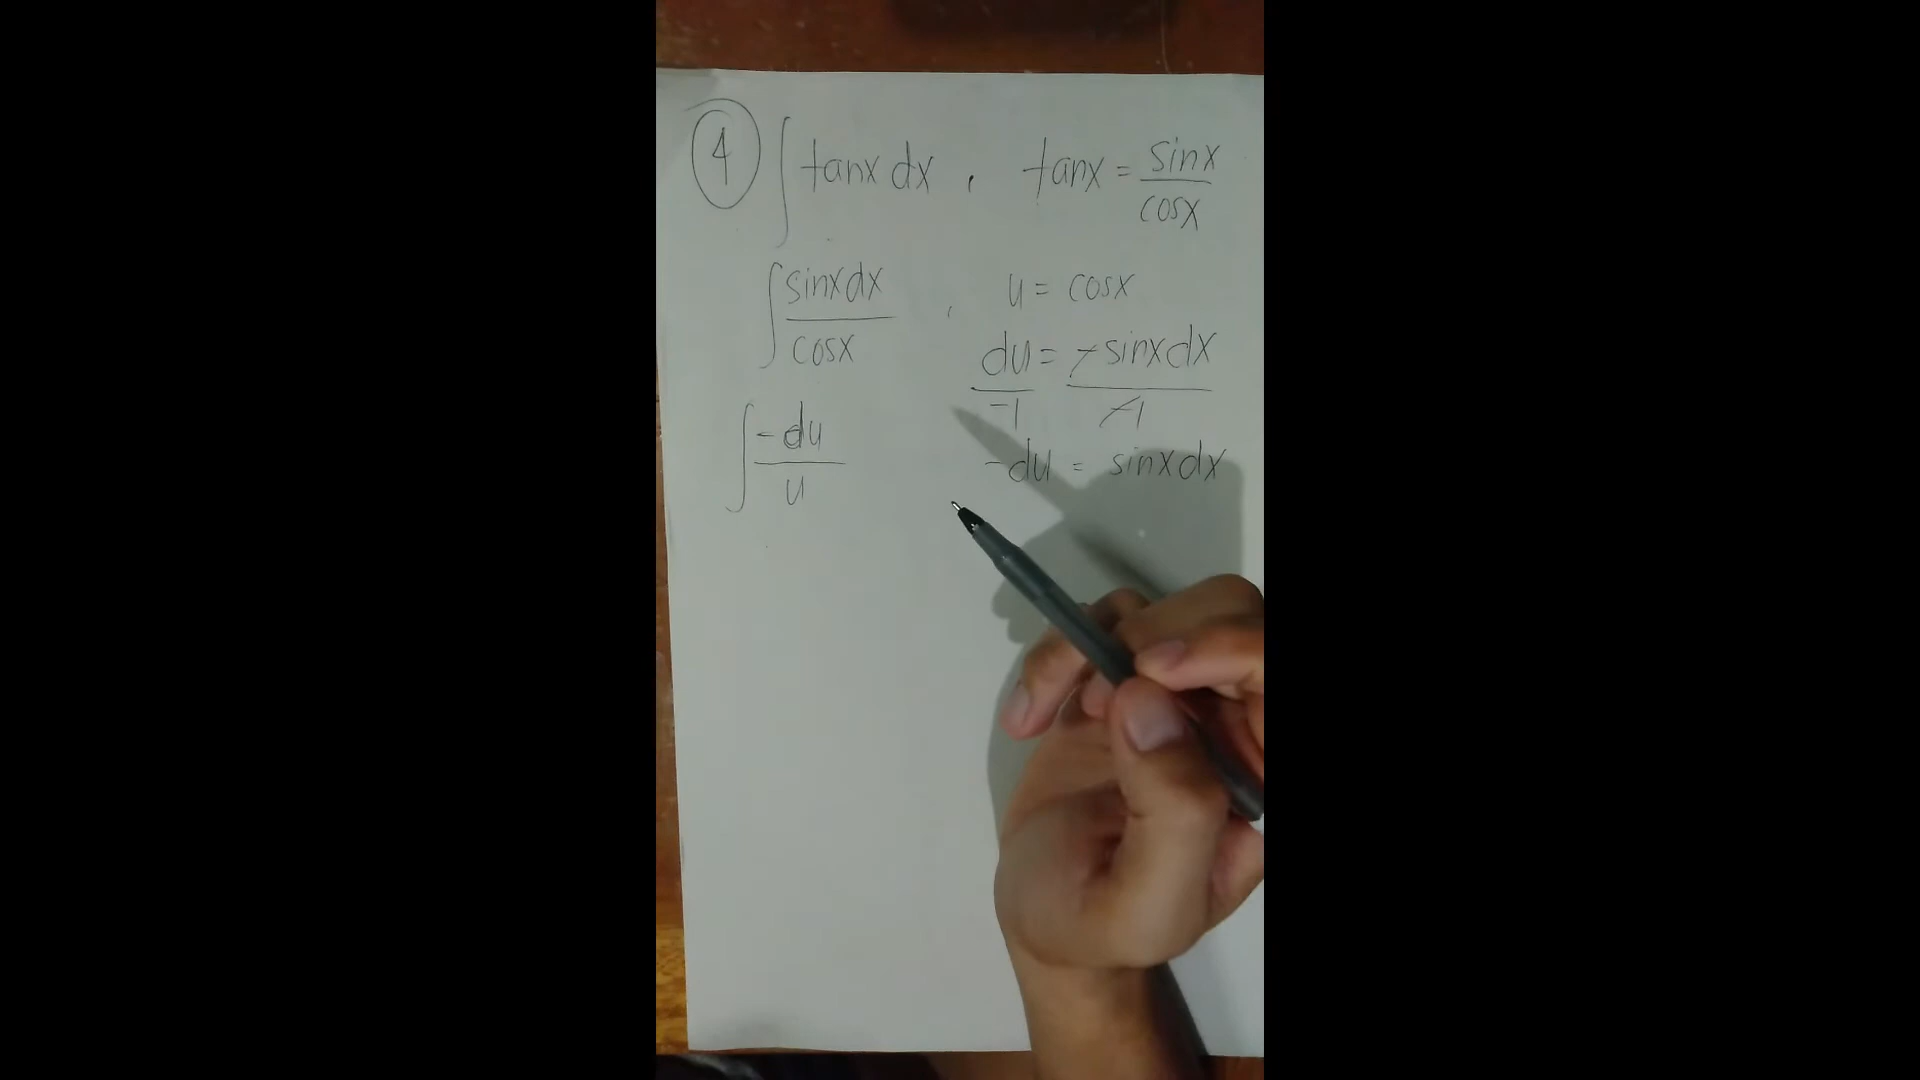 4 ∫ tanx dx , tanx = sinx/cosx
∫ sinxdx/cosx , u = cosx
du/-1 = -sinxdx/-1
∫ -du/u -du = sinxdx